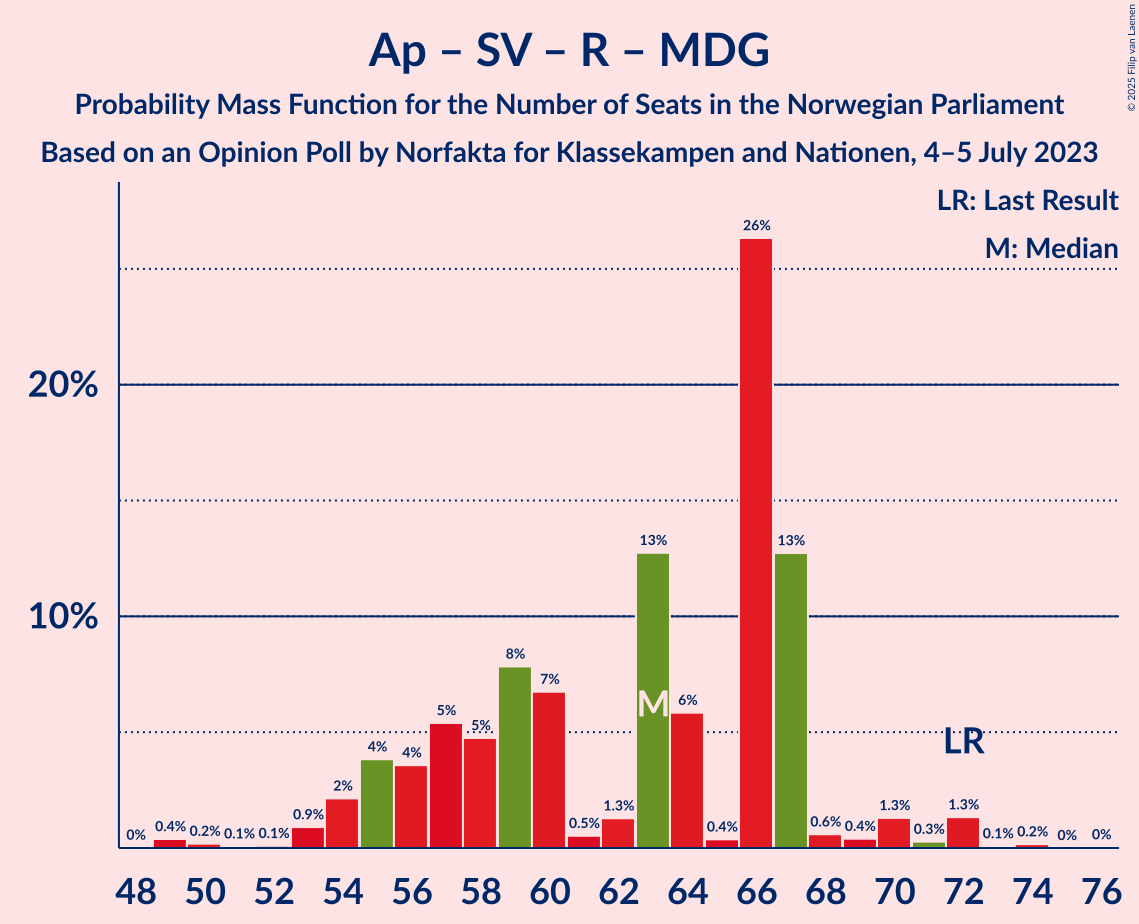 Ap – SV – R – MDG
Probability Mass Function for the Number of Seats in the Norwegian Parliament
Based on an Opinion Poll by Norfakta for Klassekampen and Nationen, 4–5 July 2023
© 2025 Filip van Laenen
LR: Last Result
M: Median
20%
10%
0% 0.4% 0.2% 0.1% 0.1% 0.9% 2% 4% 4% 5% 5% 8% 7% 0.5% 1.3% 13% 6% 0.4% 26% 13% 0.6% 0.4% 1.3% 0.3% 1.3% 0.1% 0.2% 0% 0%
M
LR
48 50 52 54 56 58 60 62 64 66 68 70 72 74 76